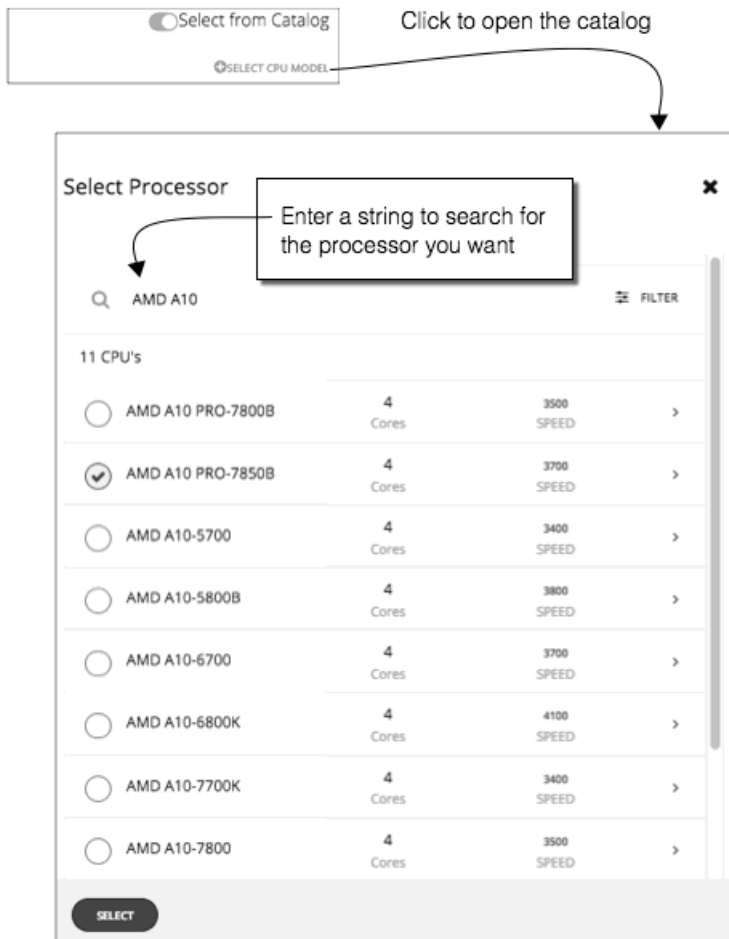 Select from Catalog
Click to open the catalog
SELECT CPU MODEL
Select Processor
Enter a string to search for
the processor you want
AMD A10
FILTER
11 CPU's
AMD A10 PRO-7800B 4 3500
Cores SPEED
AMD A10 PRO-7850B 4 3700
Cores SPEED
AMD A10-5700 4 3400
Cores SPEED
AMD A10-5800B 4 3800
Cores SPEED
AMD A10-6700 4 3700
Cores SPEED
AMD A10-6800K 4 4100
Cores SPEED
AMD A10-7700K 4 3400
Cores SPEED
AMD A10-7800 4 3500
Cores SPEED
SELECT